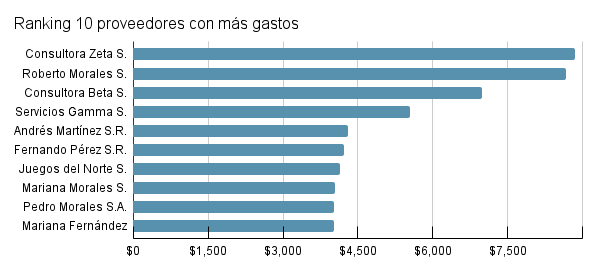 Ranking 10 proveedores con más gastos
Consultora Zeta S.
Roberto Morales S.
Consultora Beta S.
Servicios Gamma S.
Andrés Martínez S.R.
Fernando Pérez S.R.
Juegos del Norte S.
Mariana Morales S.
Pedro Morales S.A.
Mariana Fernández
$0 $1,500 $3,000 $4,500 $6,000 $7,500